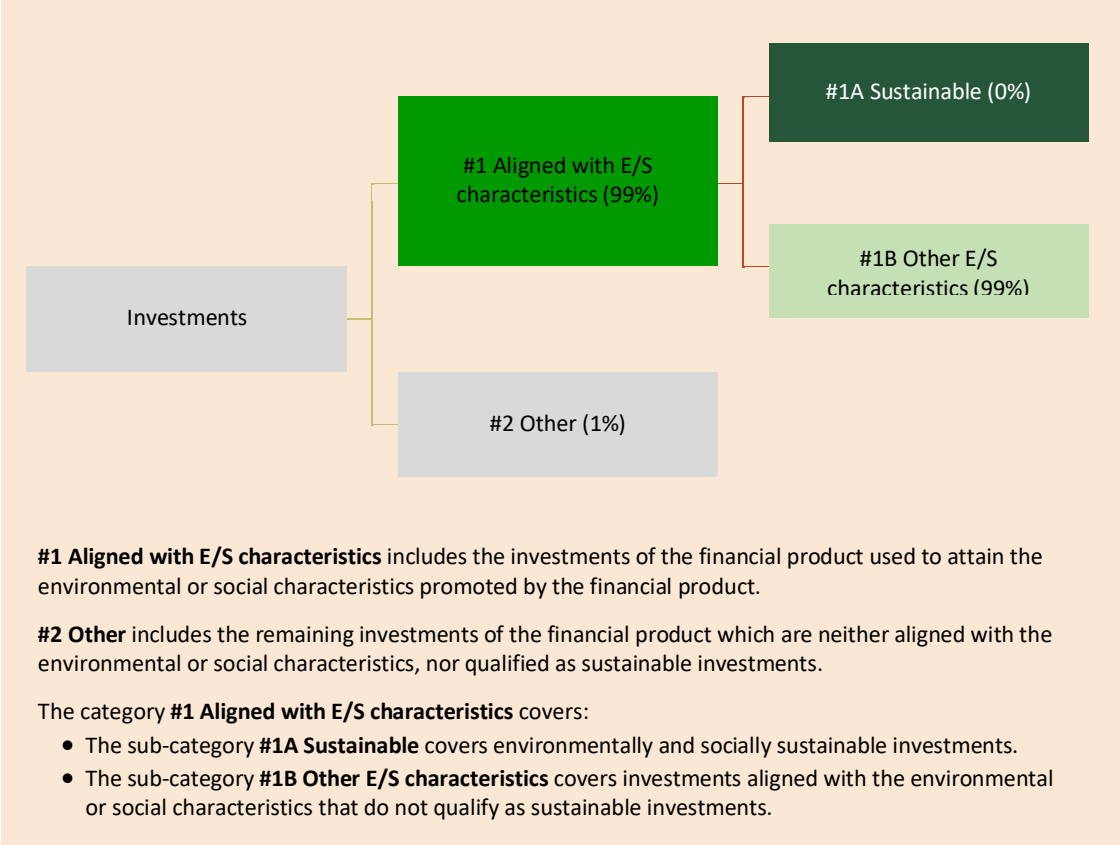 #1A Sustainable (0%)
#1 Aligned with E/S
characteristics (99%)
#1B Other E/S
characteristics (99%)
Investments
#2 Other (1%)
#1 Aligned with E/S characteristics includes the investments of the financial product used to attain the
environmental or social characteristics promoted by the financial product.
#2 Other includes the remaining investments of the financial product which are neither aligned with the
environmental or social characteristics, nor qualified as sustainable investments.
The category #1 Aligned with E/S characteristics covers:
• The sub-category #1A Sustainable covers environmentally and socially sustainable investments.
• The sub-category #1B Other E/S characteristics covers investments aligned with the environmental
or social characteristics that do not qualify as sustainable investments.